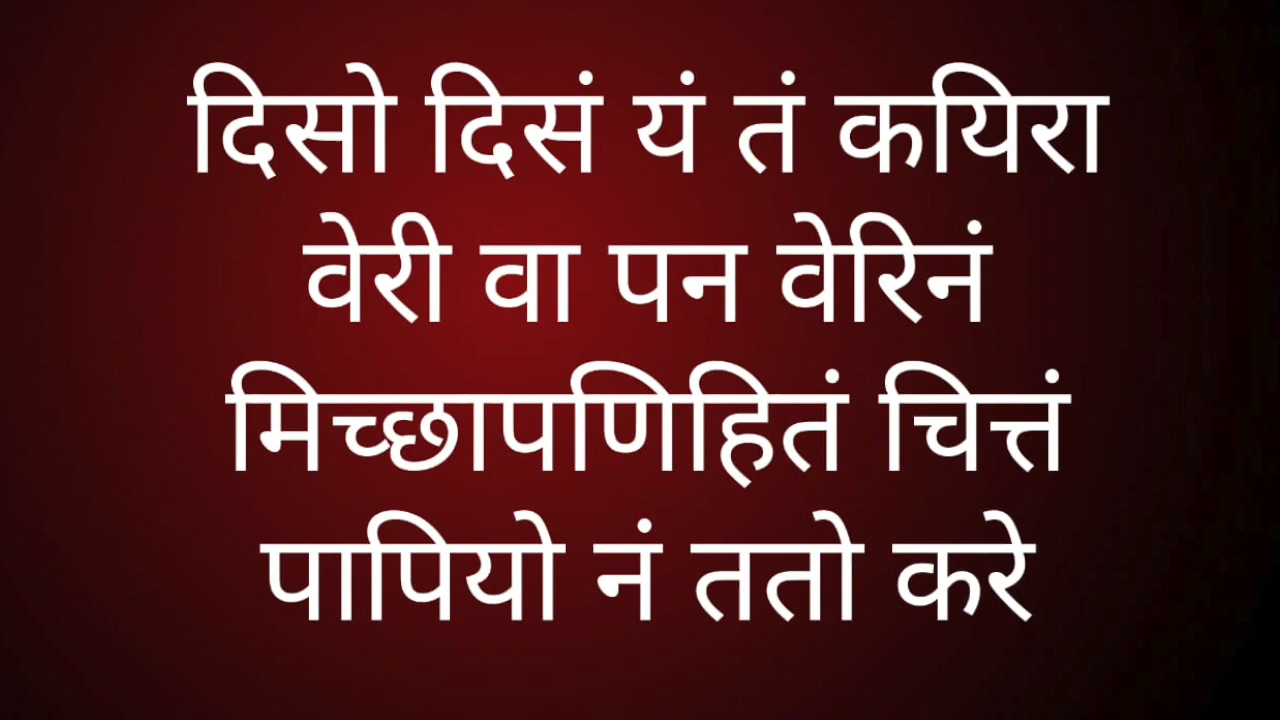 दिसो दिसं यं तं कयिरा
वेरी वा पन वेरिनं
मिच्छापणिहितं चित्तं
पापियो नं ततो करे